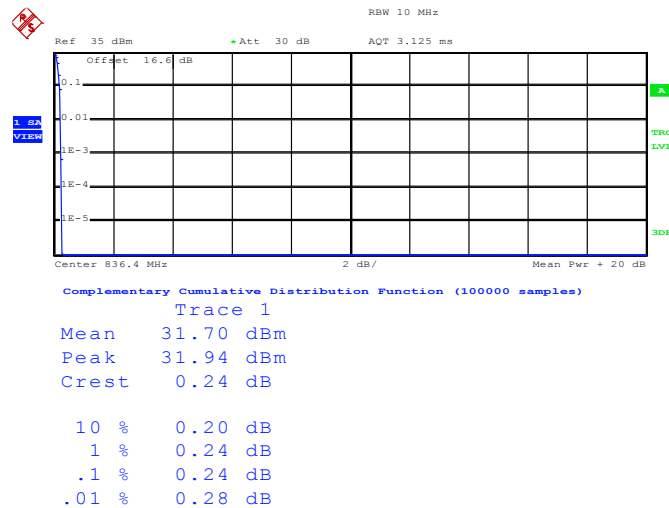 RBW 10 MHz
Ref 35 dBm * Att 30 dB AQT 3.125 ms
Offset 16.6 dB
0.1
A
0.01
1 SA
VIEW
TRG
LVL
1E-3
1E-4
1E-5
3DB
Center 836.4 MHz 2 dB/ Mean Pwr + 20 dB
Complementary Cumulative Distribution Function (100000 samples)
Trace 1
Mean 31.70 dBm
Peak 31.94 dBm
Crest 0.24 dB
10 % 0.20 dB
1 % 0.24 dB
.1 % 0.24 dB
.01 % 0.28 dB